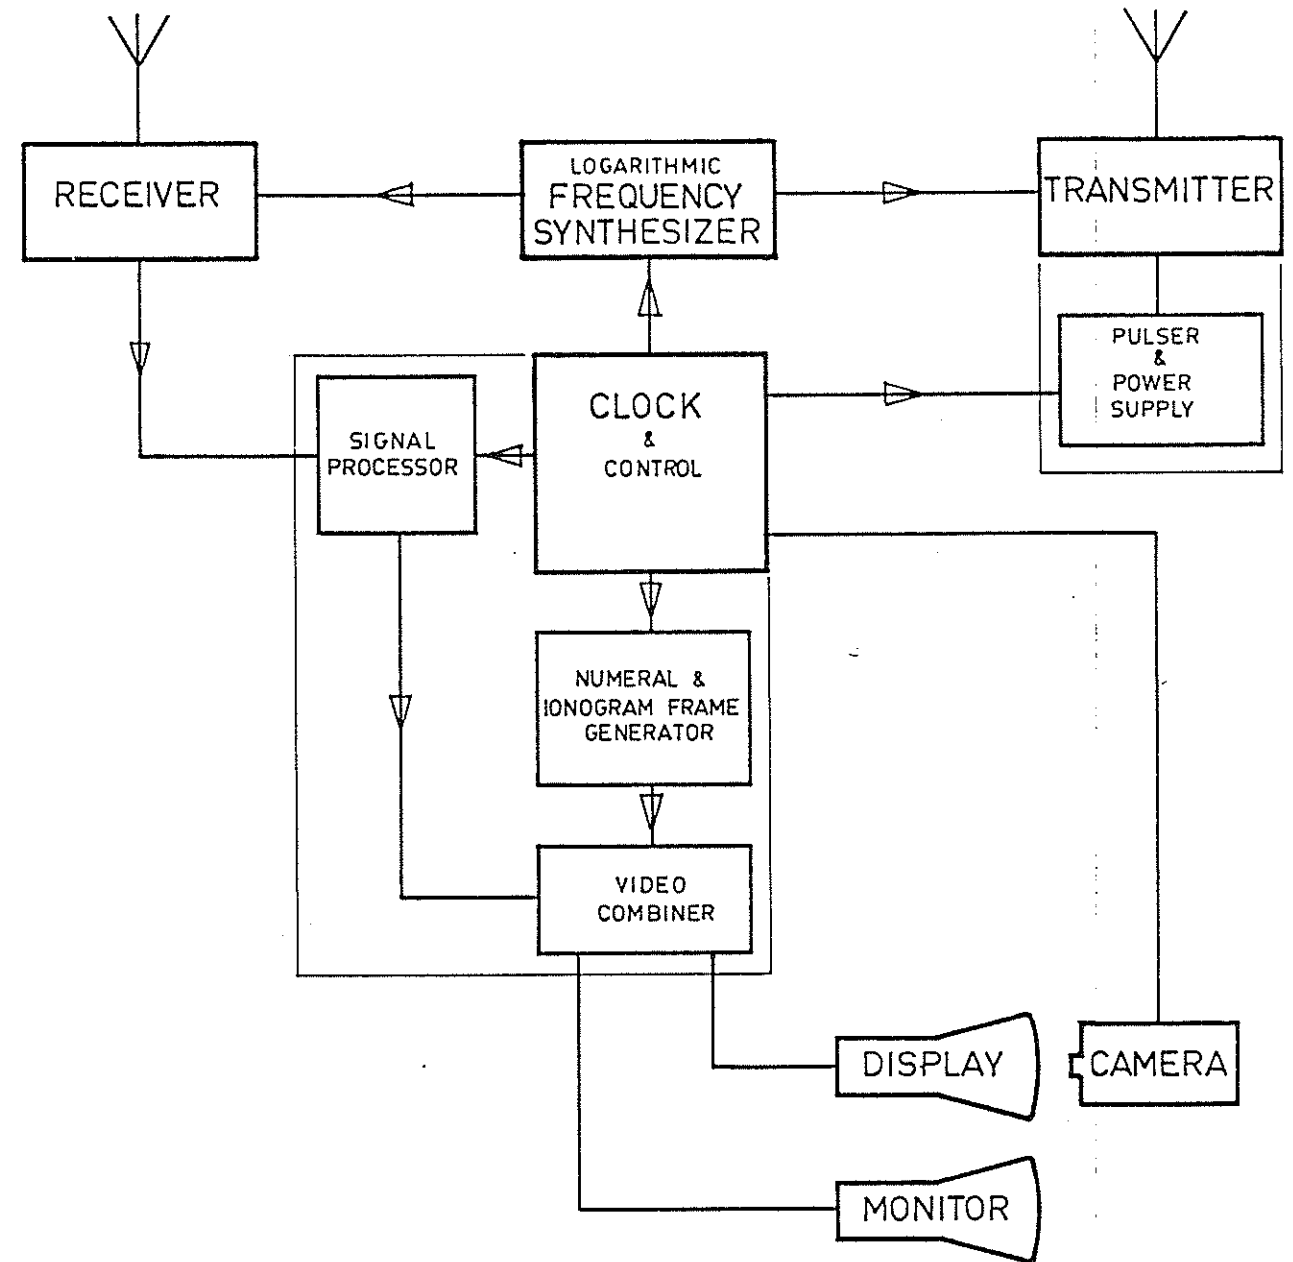 RECEIVER
LOGARITHMIC
FREQUENCY
SYNTHESIZER
TRANSMITTER
PULSER
&
POWER
SUPPLY
CLOCK
&
CONTROL
SIGNAL
PROCESSOR
NUMERAL &
IONOGRAM FRAME
GENERATOR
VIDEO
COMBINER
DISPLAY
CAMERA
MONITOR